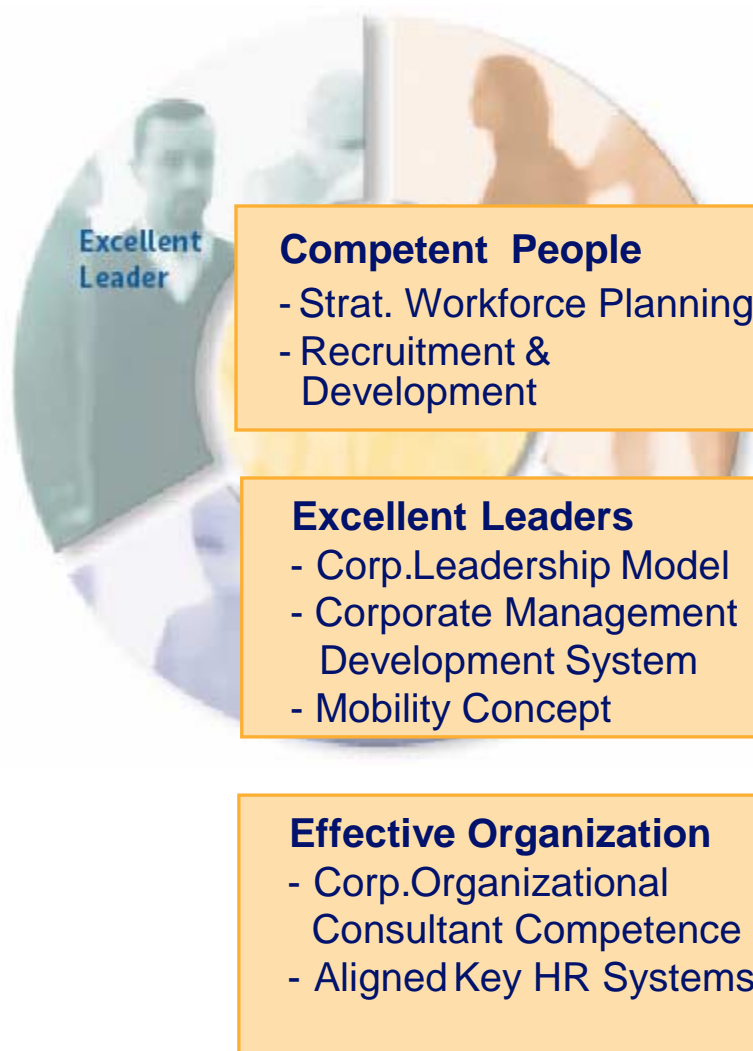 Excellent
Leader
Competent People
- Strat. Workforce Planning
- Recruitment &
Development
Excellent Leaders
- Corp.Leadership Model
- Corporate Management
Development System
- Mobility Concept
Effective Organization
- Corp.Organizational
Consultant Competence
- Aligned Key HR Systems